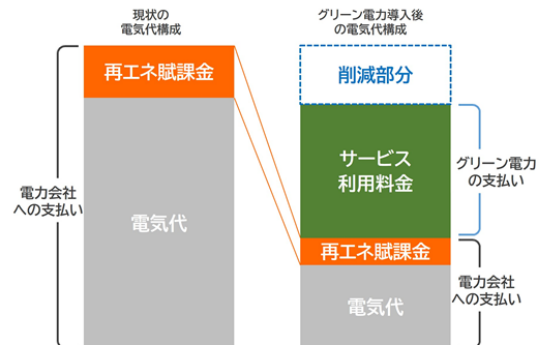 現状の
電気代構成
再エネ賦課金
電気代
電力会社
への支払い
グリーン電力導入後
の電気代構成
削減部分
サービス
利用料金
再エネ賦課金
電気代
グリーン電力
の支払い
電力会社
への支払い